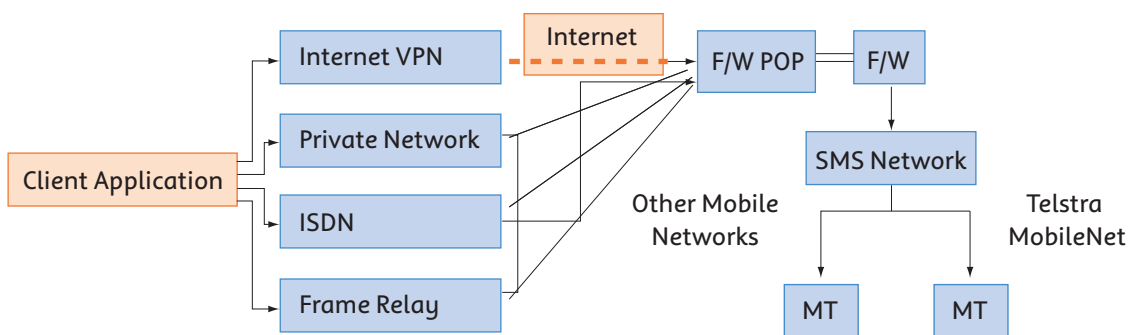 Internet VPN
Internet
F/W POP
F/W
Private Network
SMS Network
Client Application
ISDN
Other Mobile
Networks
Telstra
MobileNet
Frame Relay
MT
MT